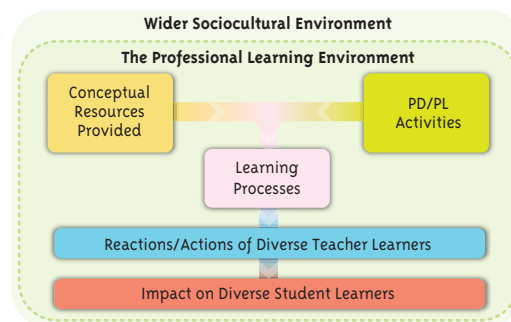 Wider Sociocultural Environment
The Professional Learning Environment
Conceptual
Resources
Provided
PD/PL
Activities
Learning
Processes
Reactions/Actions of Diverse Teacher Learners
Impact on Diverse Student Learners